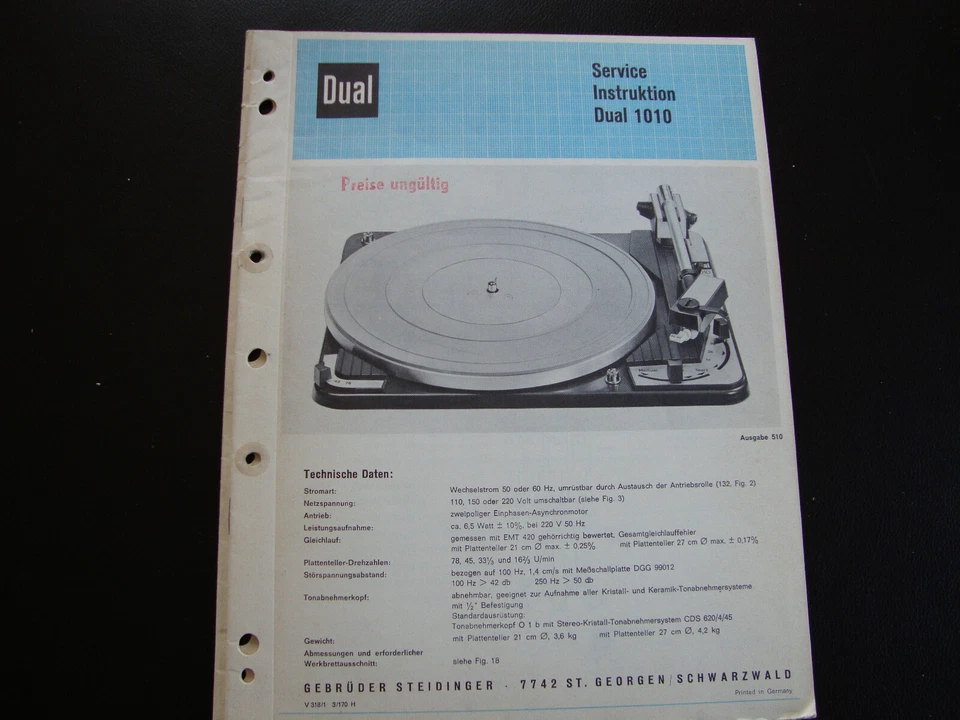 Dual
Service
Instruktion
Dual 1010
Preise ungültig
Ausgabe 510
Technische Daten:
Stromart: Wechselstrom 50 oder 60 Hz, umrüstbar durch Austausch der Antriebsrolle (132, Fig. 2)
Netzspannung: 110, 150 oder 220 Volt umschaltbar (siehe Fig. 3)
Antrieb: zweipoliger Einphasen-Asynchronmotor
Leistungsaufnahme: ca. 6,5 Watt ± 10%, bei 220 V 50 Hz
Gleichlauf: gemessen mit EMT 420 gehörrichtig bewertet, Gesamtgleichlauffehler
mit Plattenteller 21 cm Ø max. ± 0,25% mit Plattenteller 27 cm Ø max. ± 0,17%
Plattenteller-Drehzahlen: 78, 45, 33⅓ und 16⅔ U/min
Störspannungsabstand: bezogen auf 100 Hz, 1,4 cm/s mit Meßschallplatte DGG 99012
100 Hz > 42 db 250 Hz > 50 db
Tonabnehmerkopf: abnehmbar, geeignet zur Aufnahme aller Kristall- und Keramik-Tonabnehmersysteme
mit ½" Befestigung
Standardausrüstung:
Tonabnehmerkopf O 1 b mit Stereo-Kristall-Tonabnehmersystem CDS 620/4/45
Gewicht: mit Plattenteller 21 cm Ø, 3,6 kg mit Plattenteller 27 cm Ø, 4,2 kg
Abmessungen und erforderlicher
Werkbrettausschnitt: siehe Fig. 18
GEBRÜDER STEIDINGER · 7742 ST. GEORGEN/SCHWARZWALD
V 318/1 3/170 H
Printed in Germany